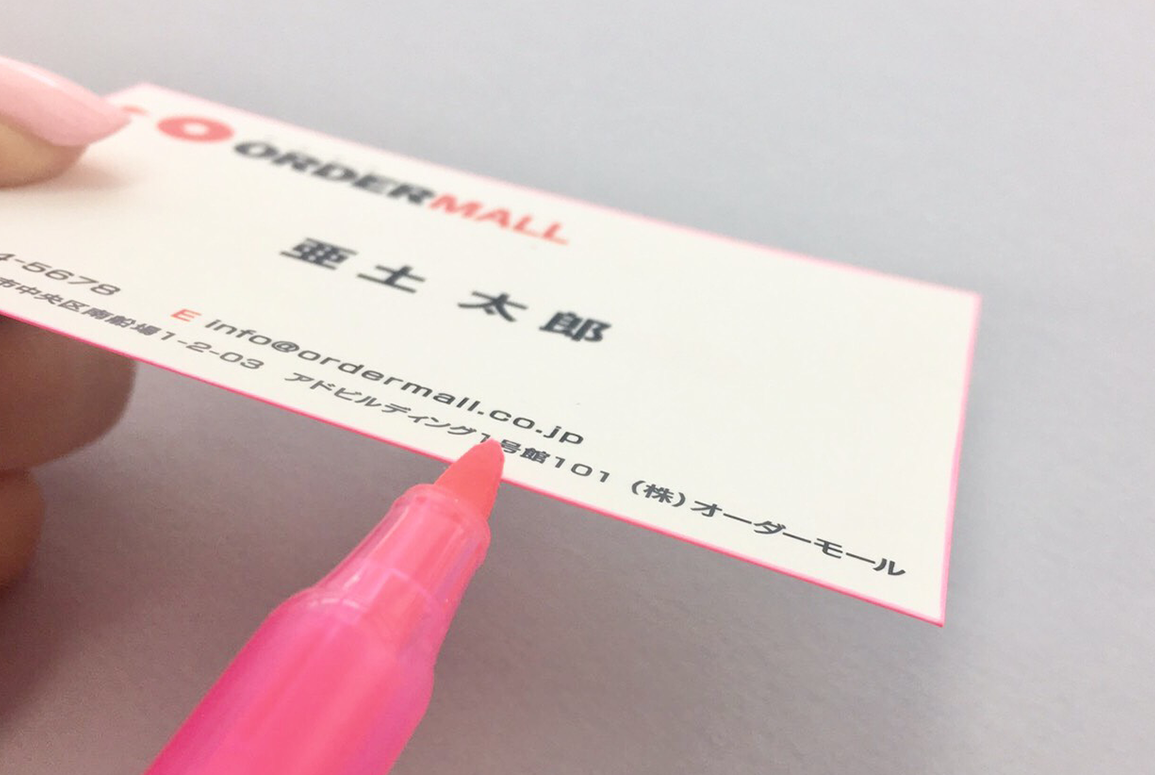 ORDERMALL
亜土 太郎
4-5678 E info@ordermall.co.jp
市中央区南船場1-2-03 アドビルディング1号館101 (株)オーダーモール